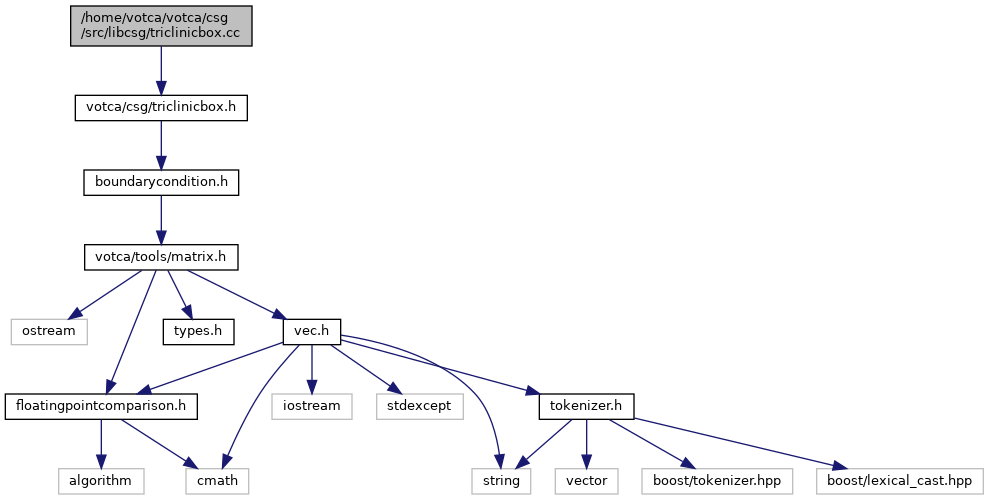 /home/votca/votca/csg
/src/libcsg/triclinicbox.cc
votca/csg/triclinicbox.h
boundarycondition.h
votca/tools/matrix.h
ostream
types.h
vec.h
floatingpointcomparison.h
iostream
stdexcept
tokenizer.h
algorithm
cmath
string
vector
boost/tokenizer.hpp
boost/lexical_cast.hpp